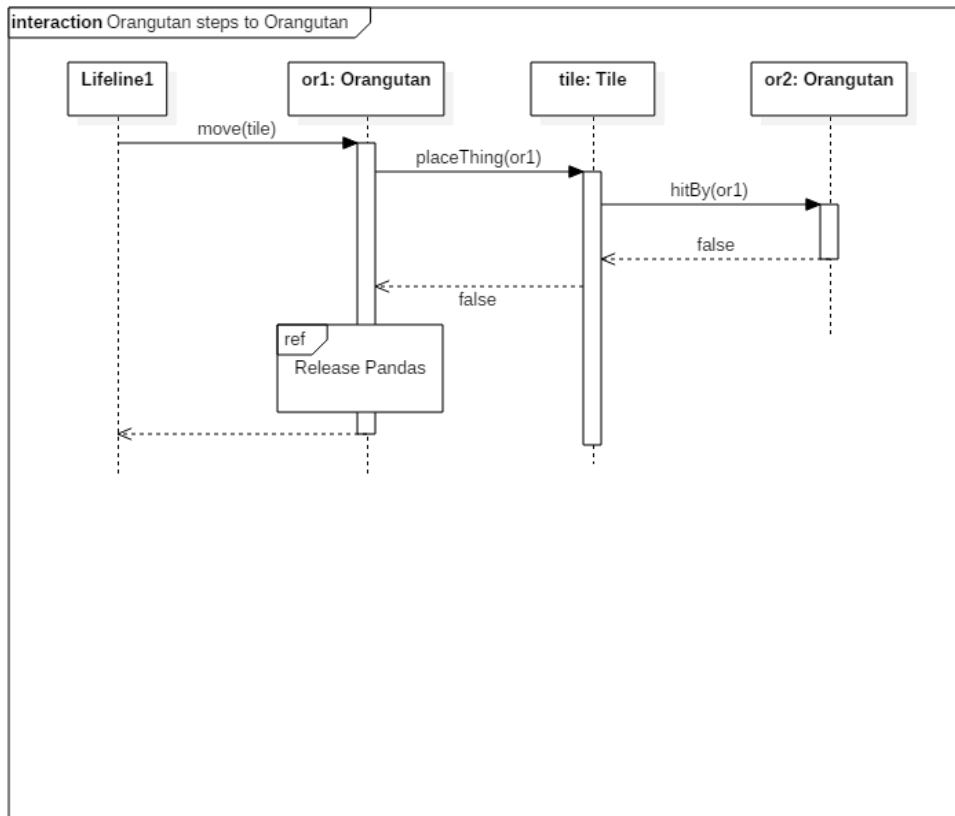 interaction Orangutan steps to Orangutan
Lifeline1
or1: Orangutan
tile: Tile
or2: Orangutan
move(tile)
placeThing(or1)
hitBy(or1)
false
false
ref
Release Pandas